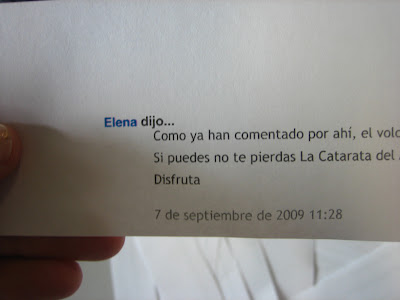 Elena dijo...
Como ya han comentado por ahí, el
Si puedes no te pierdas La Catarata del
Disfruta
7 de septiembre de 2009 11:28